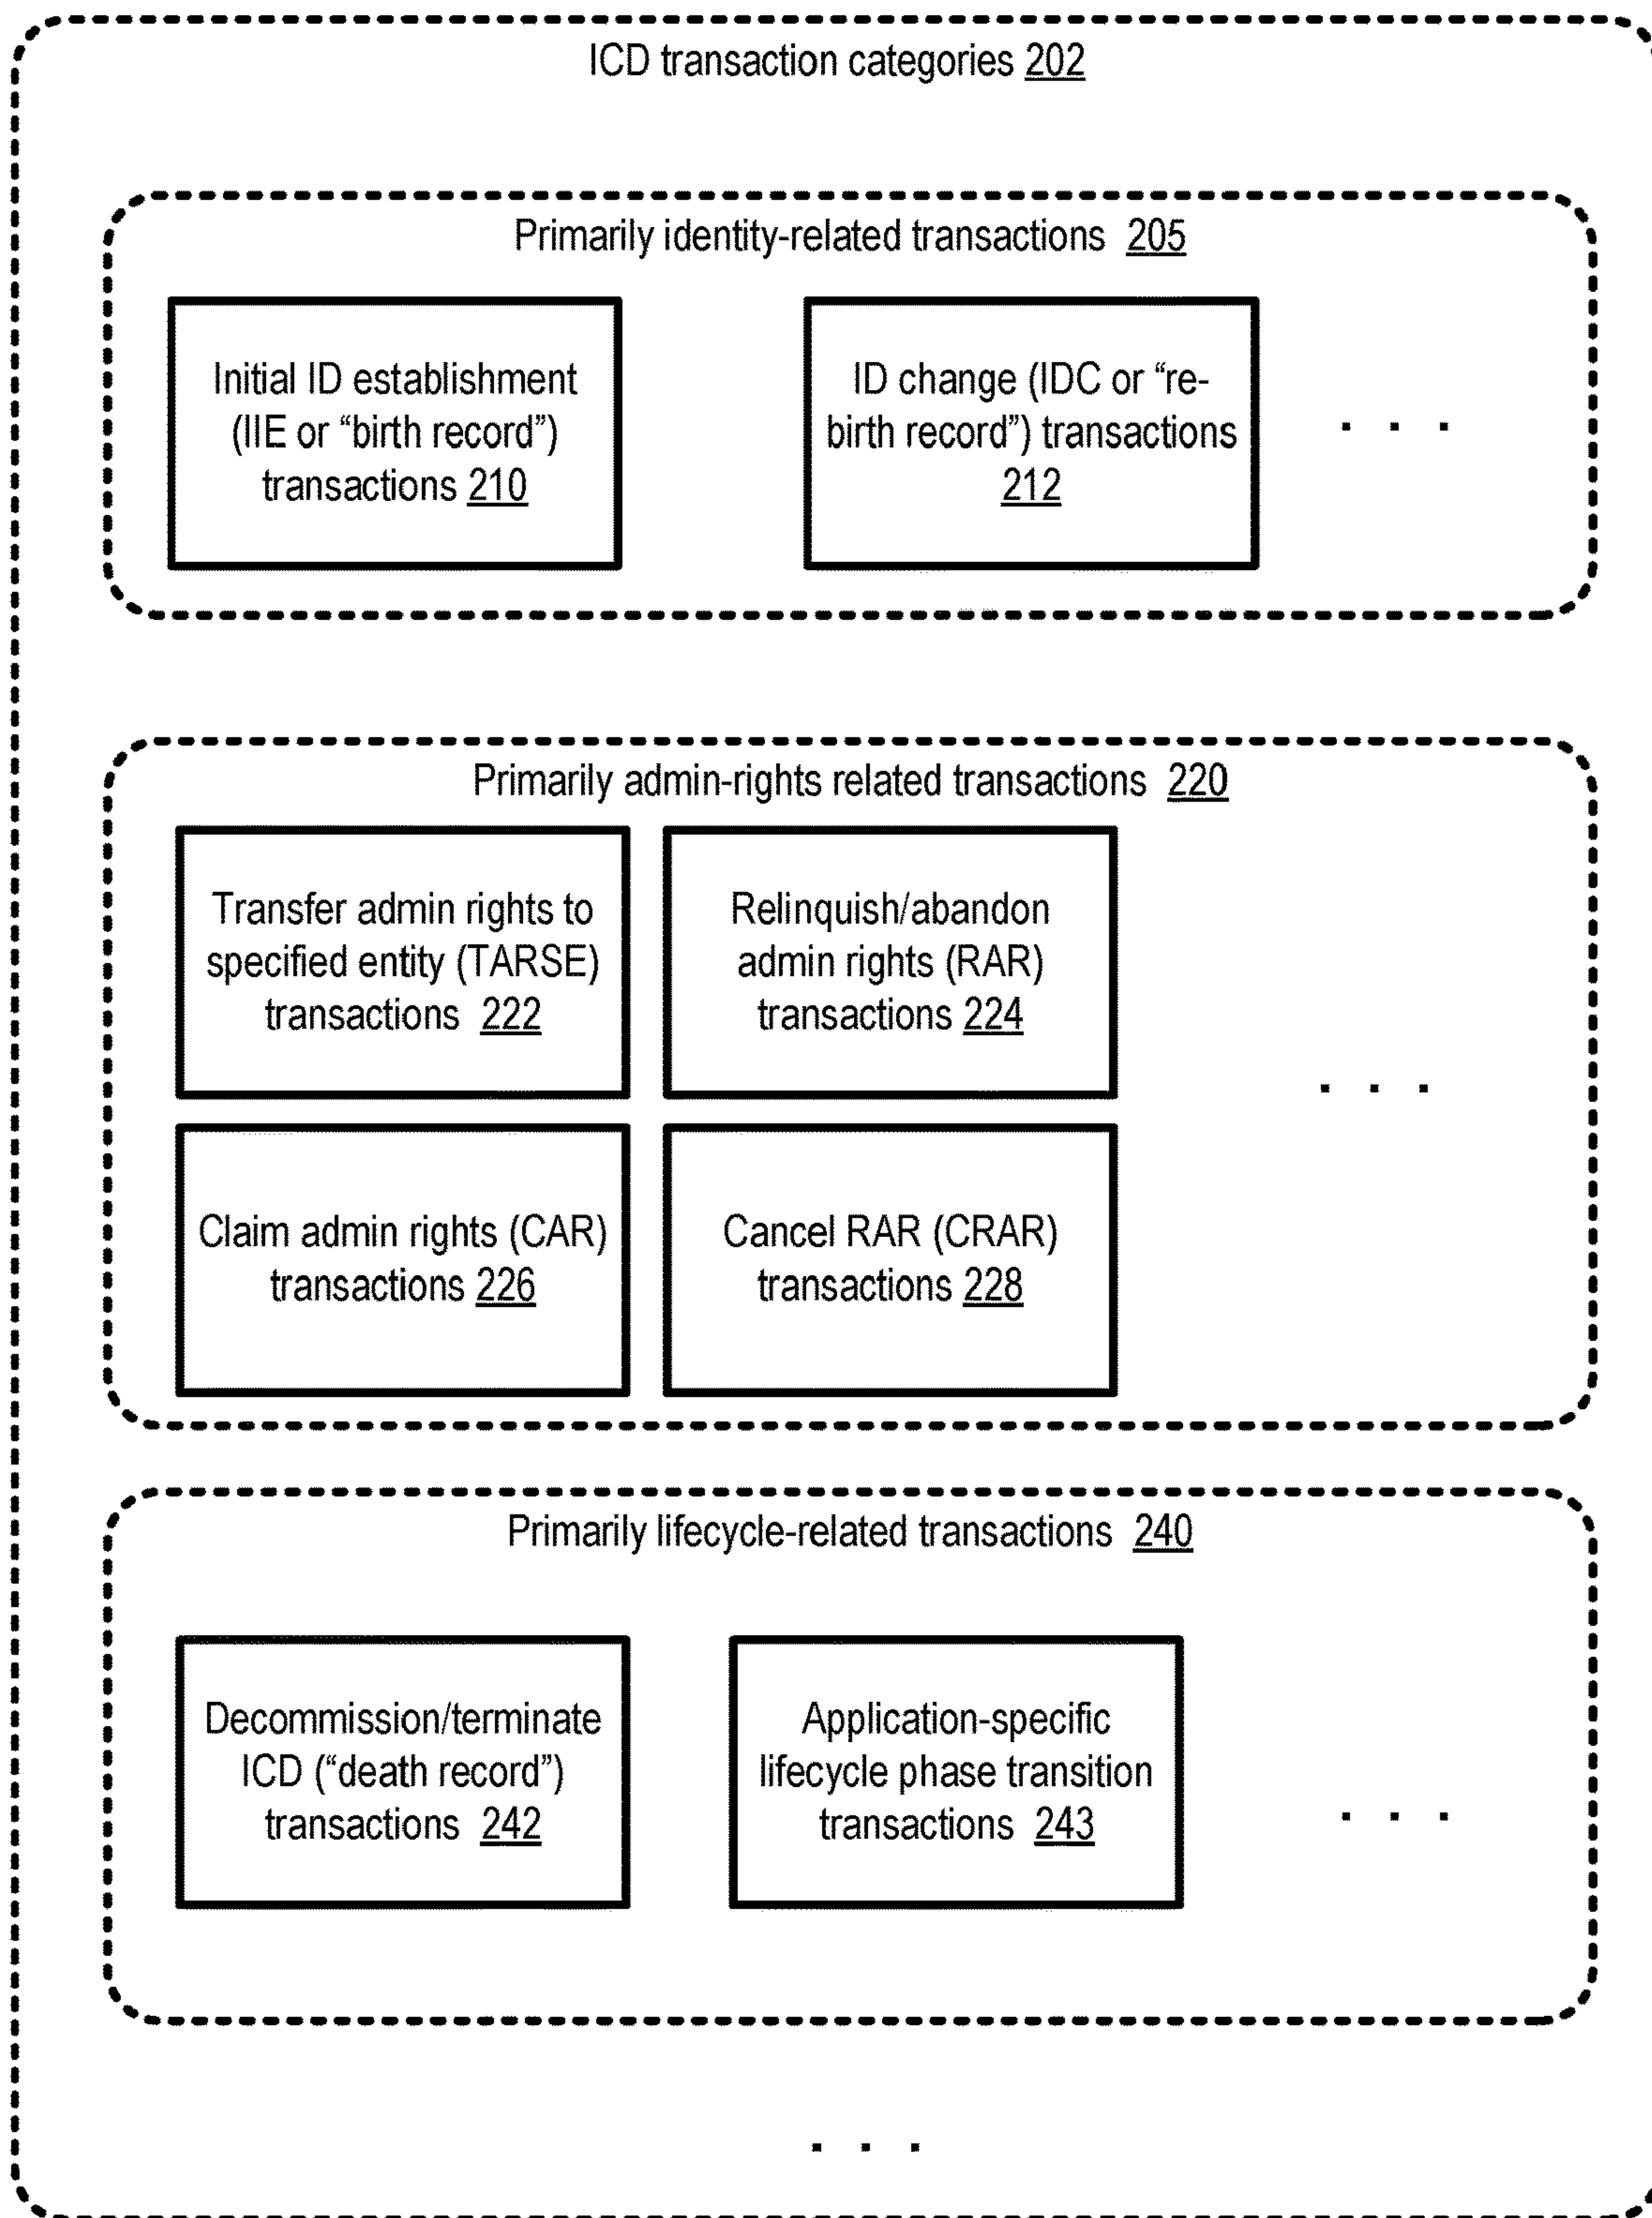 ICD transaction categories 202
Primarily identity-related transactions 205
Initial ID establishment
(IIE or “birth record”)
transactions 210
ID change (IDC or “re-
birth record”) transactions
212
. . .
Primarily admin-rights related transactions 220
Transfer admin rights to
specified entity (TARSE)
transactions 222
Relinquish/abandon
admin rights (RAR)
transactions 224
. . .
Claim admin rights (CAR)
transactions 226
Cancel RAR (CRAR)
transactions 228
Primarily lifecycle-related transactions 240
Decommission/terminate
ICD (“death record”)
transactions 242
Application-specific
lifecycle phase transition
transactions 243
. . .
. . .